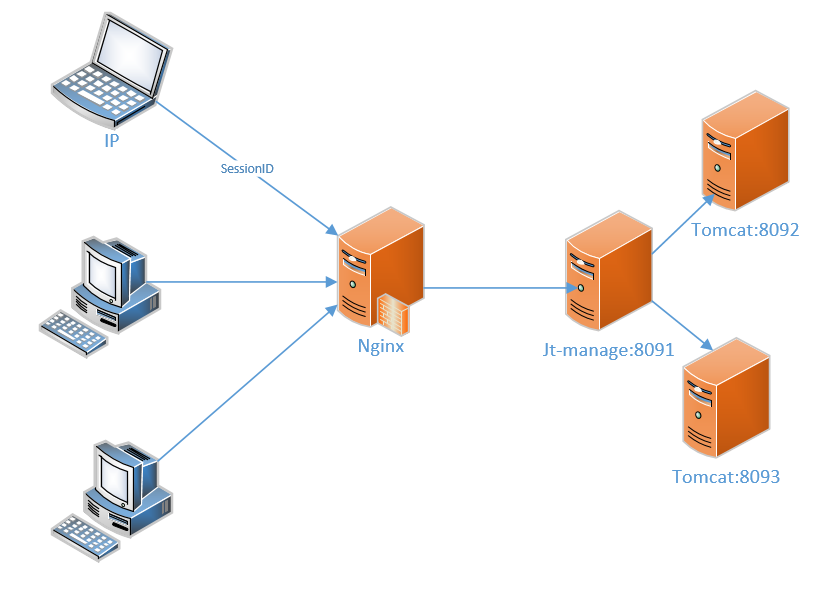 IP
SessionID
Nginx
Jt-manage:8091
Tomcat:8092
Tomcat:8093